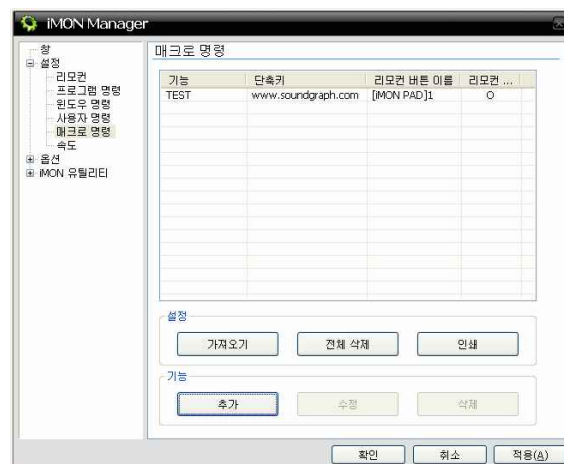 iMON Manager
창
설정
리모컨
프로그램 명령
윈도우 명령
사용자 명령
매크로 명령
속도
옵션
iMON 유틸리티
매크로 명령
기능 단축키 리모컨 버튼 이름 리모컨 ...
TEST www.soundgraph.com [iMON PAD]1 O
설정
가져오기 전체 삭제 인쇄
기능
추가 수정 삭제
확인 취소 적용(A)